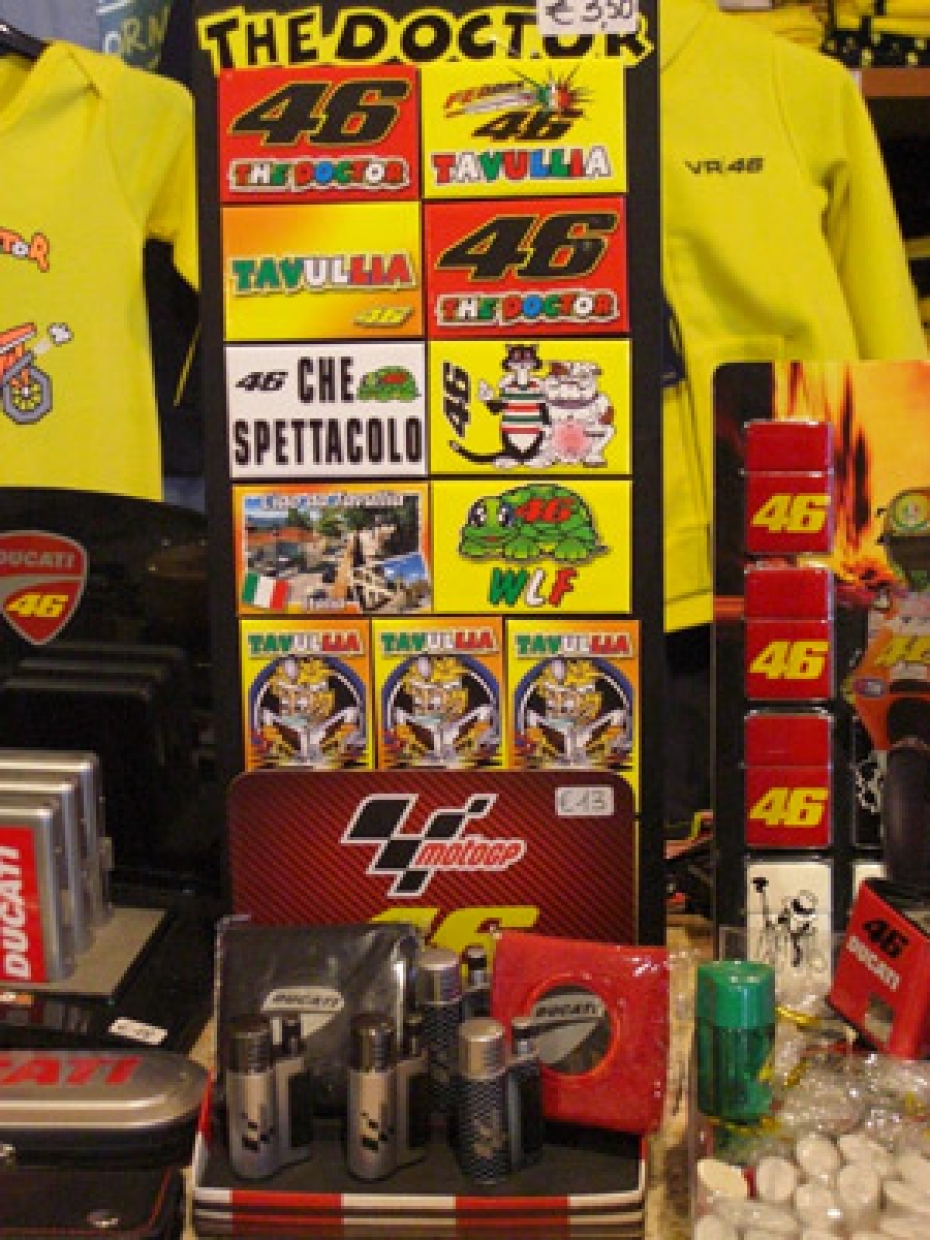 THE DOCTOR
€ 3,50
46
THE DOCTOR
46
TAVULLIA
VR46
TAVULLIA
46
46
THE DOCTOR
46 CHE
SPETTACOLO
46
46
WLF
TAVULLIA
TAVULLIA
TAVULLIA
DUCATI
46
46
46
46
€13
motoGP
46
DUCATI
DUCATI
DUCATI
46
DUCATI